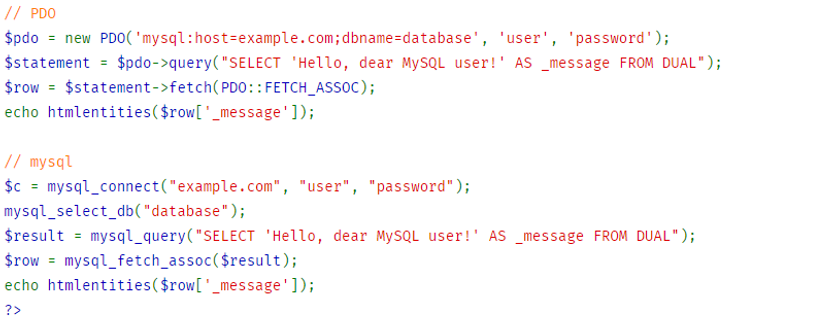 // PDO
$pdo = new PDO('mysql:host=example.com;dbname=database', 'user', 'password');
$statement = $pdo->query("SELECT 'Hello, dear MySQL user!' AS _message FROM DUAL");
$row = $statement->fetch(PDO::FETCH_ASSOC);
echo htmlentities($row['_message']);

// mysql
$c = mysql_connect("example.com", "user", "password");
mysql_select_db("database");
$result = mysql_query("SELECT 'Hello, dear MySQL user!' AS _message FROM DUAL");
$row = mysql_fetch_assoc($result);
echo htmlentities($row['_message']);
?>